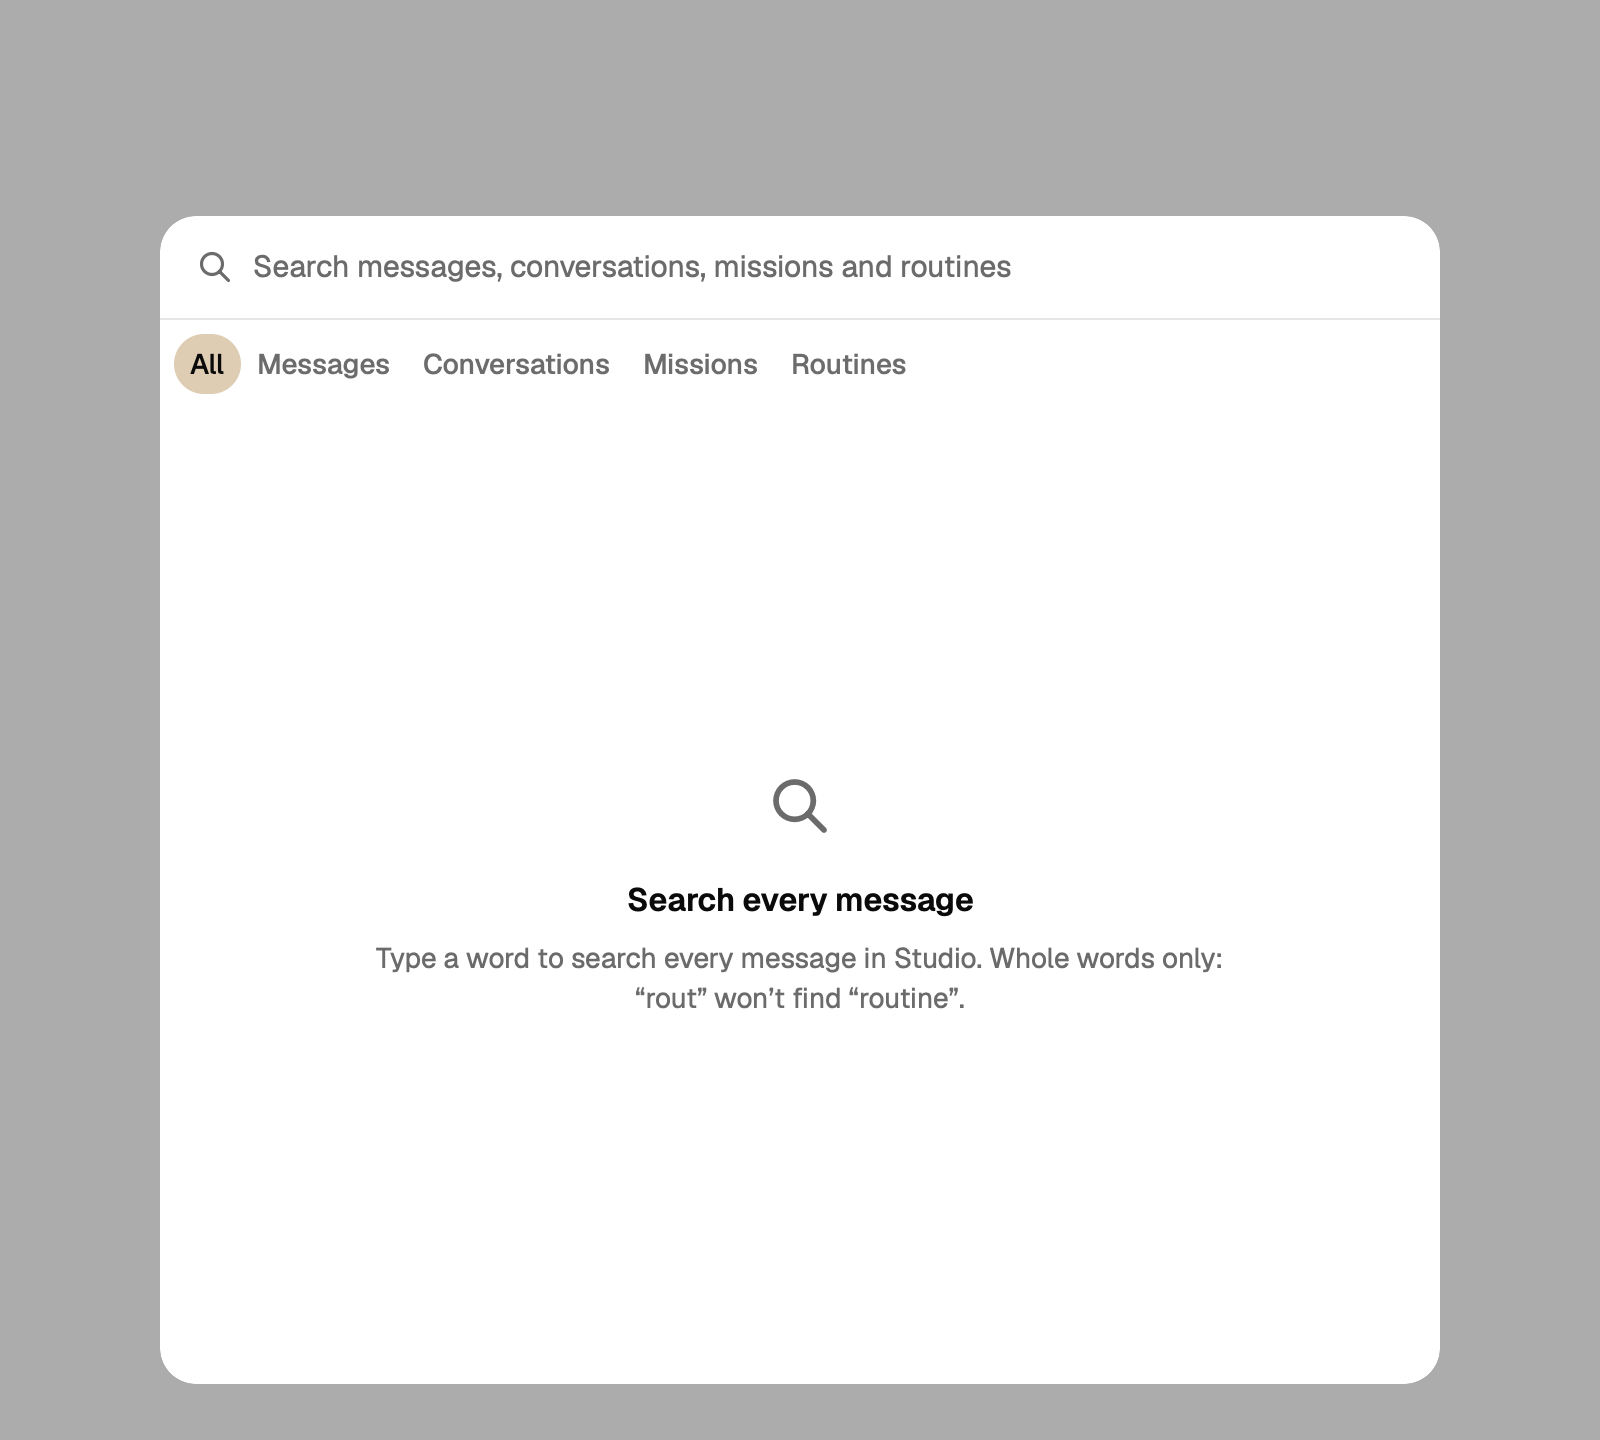 Search messages, conversations, missions and routines
All Messages Conversations Missions Routines
Search every message
Type a word to search every message in Studio. Whole words only:
“rout” won’t find “routine”.